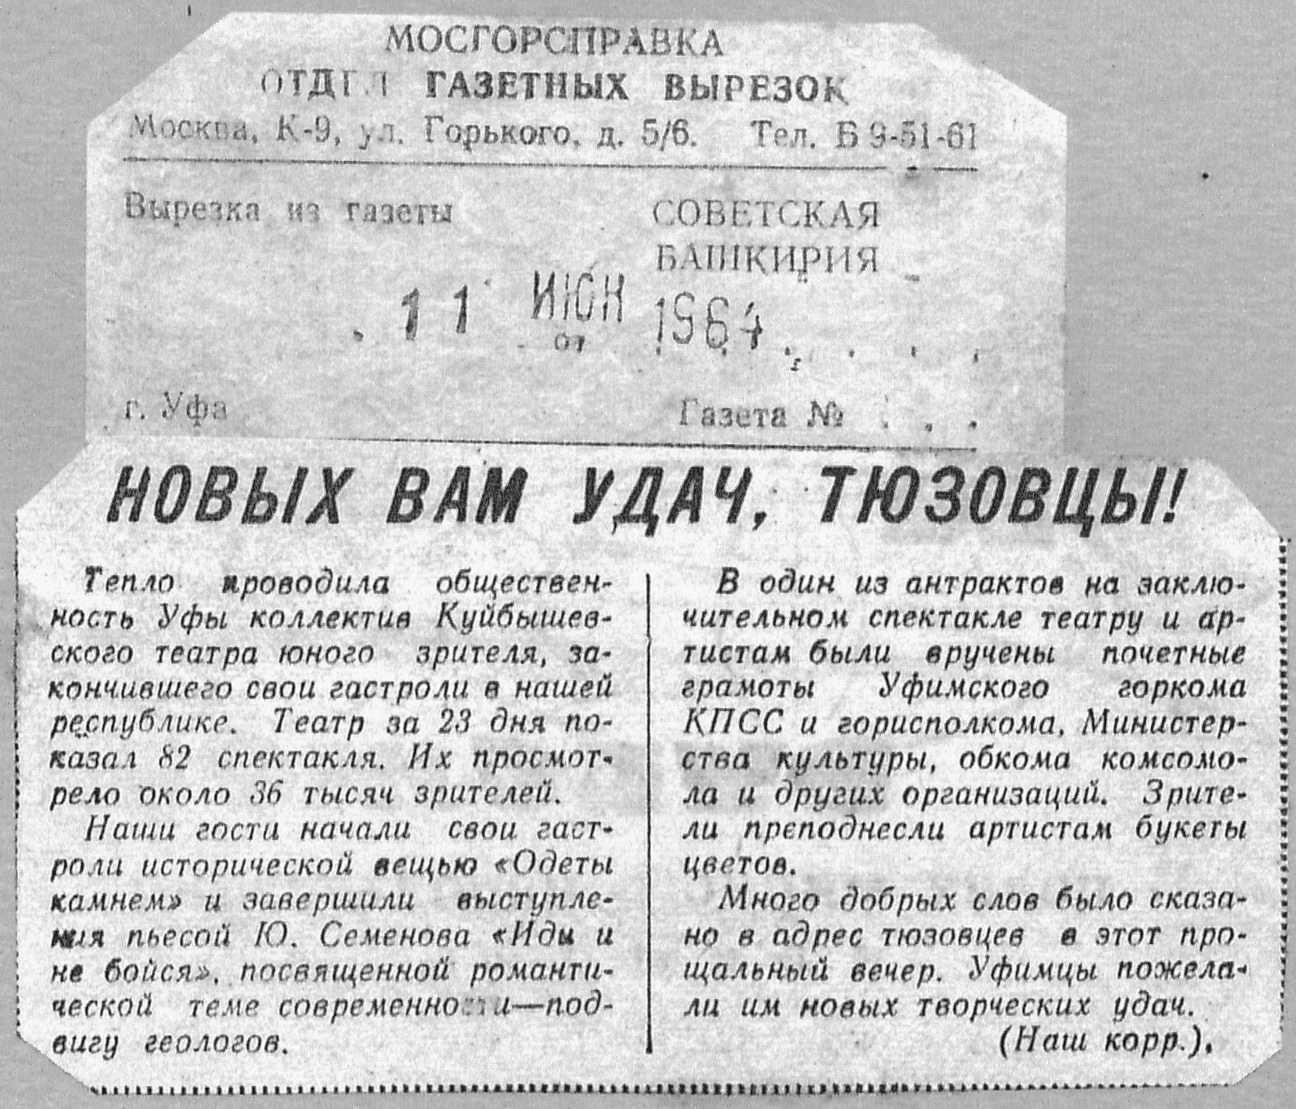 МОСГОРСПРАВКА
ОТДЕЛ ГАЗЕТНЫХ ВЫРЕЗОК
Москва, К-9, ул. Горького, д. 5/6. Тел. Б 9-51-61
Вырезка из газеты
СОВЕТСКАЯ
БАШКИРИЯ
11 ИЮН 1964
от
г. Уфа
Газета № . . .
НОВЫХ ВАМ УДАЧ, ТЮЗОВЦЫ!
Тепло проводила обществен-
ность Уфы коллектив Куйбышев-
ского театра юного зрителя, за-
кончившего свои гастроли в нашей
республике. Театр за 23 дня по-
казал 82 спектакля. Их просмот-
рело около 36 тысяч зрителей.
Наши гости начали свои гаст-
роли исторической вещью «Одеты
камнем» и завершили выступле-
ния пьесой Ю. Семенова «Иди и
не бойся», посвященной романти-
ческой теме современности—под-
вигу геологов.
В один из антрактов на заклю-
чительном спектакле театру и ар-
тистам были вручены почетные
грамоты Уфимского горкома
КПСС и горисполкома, Министер-
ства культуры, обкома комсомо-
ла и других организаций. Зрите-
ли преподнесли артистам букеты
цветов.
Много добрых слов было сказа-
но в адрес тюзовцев в этот про-
щальный вечер. Уфимцы пожела-
ли им новых творческих удач.
(Наш корр.).